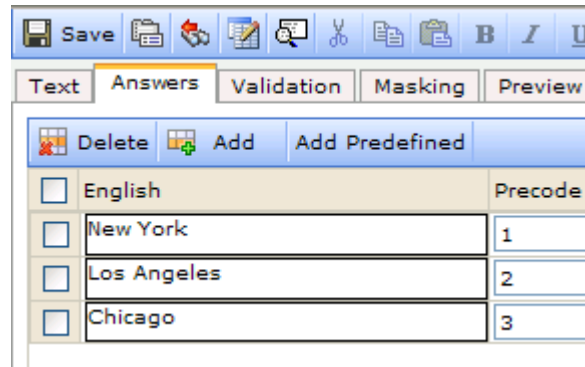 Save B I U
Text Answers Validation Masking Preview
Delete Add Add Predefined
English Precode
New York 1
Los Angeles 2
Chicago 3